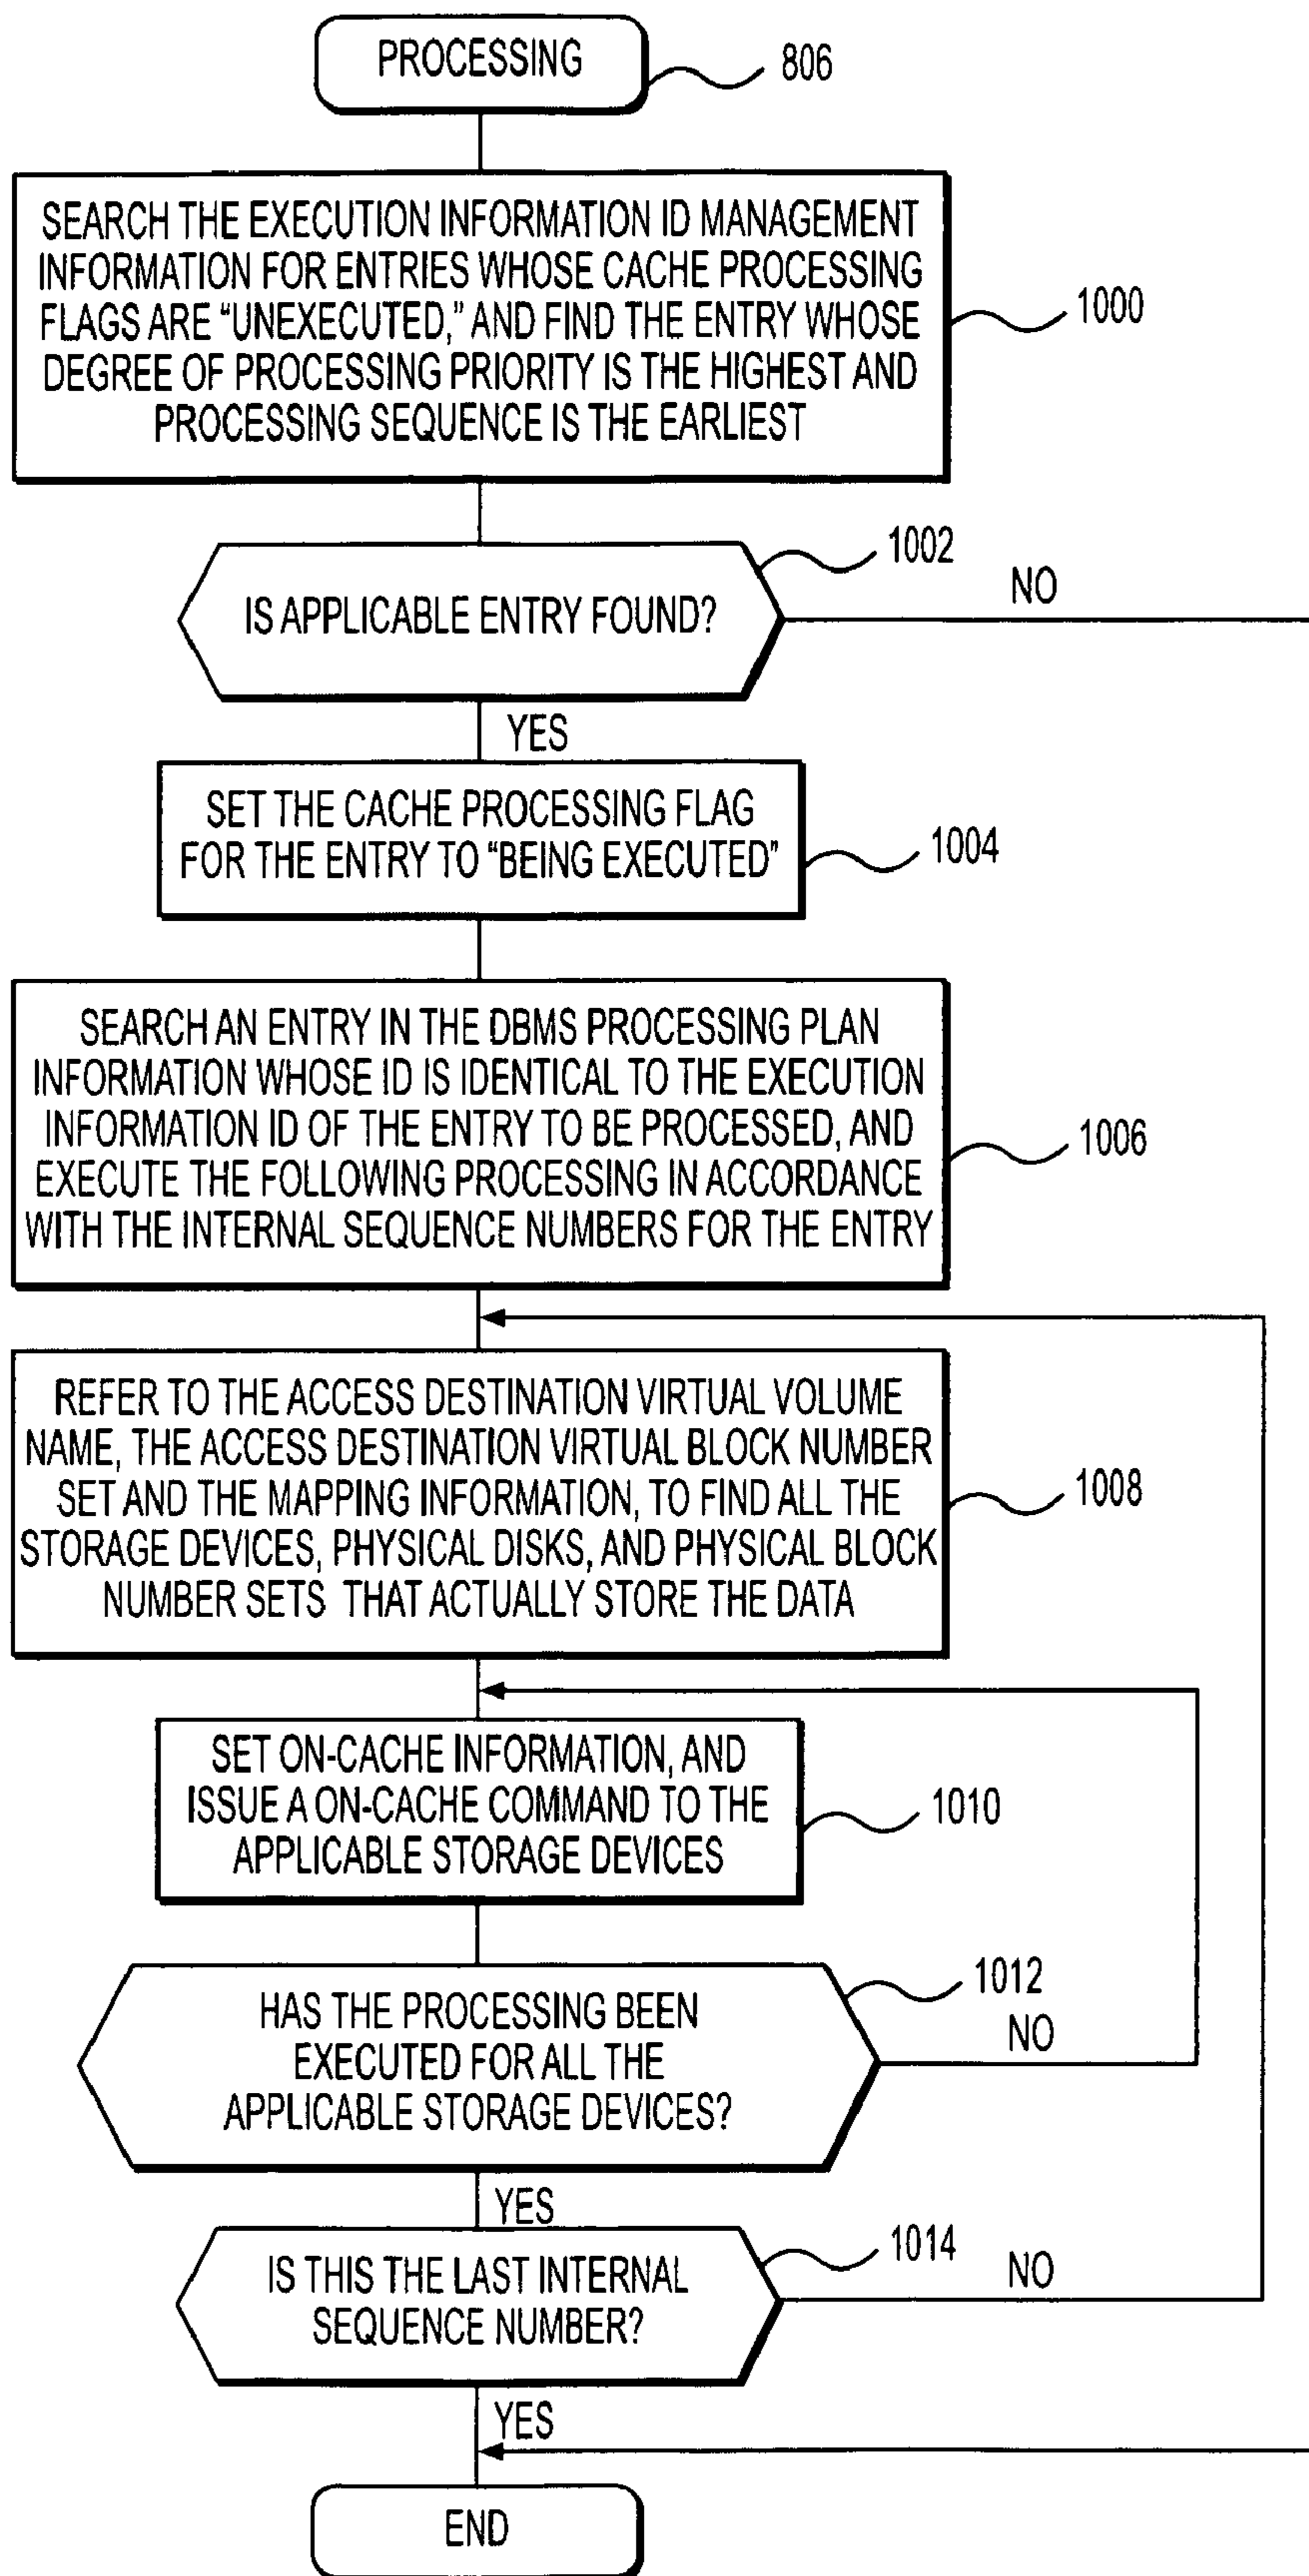 PROCESSING
806
SEARCH THE EXECUTION INFORMATION ID MANAGEMENT
INFORMATION FOR ENTRIES WHOSE CACHE PROCESSING
FLAGS ARE "UNEXECUTED," AND FIND THE ENTRY WHOSE
DEGREE OF PROCESSING PRIORITY IS THE HIGHEST AND
PROCESSING SEQUENCE IS THE EARLIEST
1000
IS APPLICABLE ENTRY FOUND?
1002
NO
YES
SET THE CACHE PROCESSING FLAG
FOR THE ENTRY TO "BEING EXECUTED"
1004
SEARCH AN ENTRY IN THE DBMS PROCESSING PLAN
INFORMATION WHOSE ID IS IDENTICAL TO THE EXECUTION
INFORMATION ID OF THE ENTRY TO BE PROCESSED, AND
EXECUTE THE FOLLOWING PROCESSING IN ACCORDANCE
WITH THE INTERNAL SEQUENCE NUMBERS FOR THE ENTRY
1006
REFER TO THE ACCESS DESTINATION VIRTUAL VOLUME
NAME, THE ACCESS DESTINATION VIRTUAL BLOCK NUMBER
SET AND THE MAPPING INFORMATION, TO FIND ALL THE
STORAGE DEVICES, PHYSICAL DISKS, AND PHYSICAL BLOCK
NUMBER SETS THAT ACTUALLY STORE THE DATA
1008
SET ON-CACHE INFORMATION, AND
ISSUE A ON-CACHE COMMAND TO THE
APPLICABLE STORAGE DEVICES
1010
HAS THE PROCESSING BEEN
EXECUTED FOR ALL THE
APPLICABLE STORAGE DEVICES?
1012
NO
YES
IS THIS THE LAST INTERNAL
SEQUENCE NUMBER?
1014
NO
YES
END